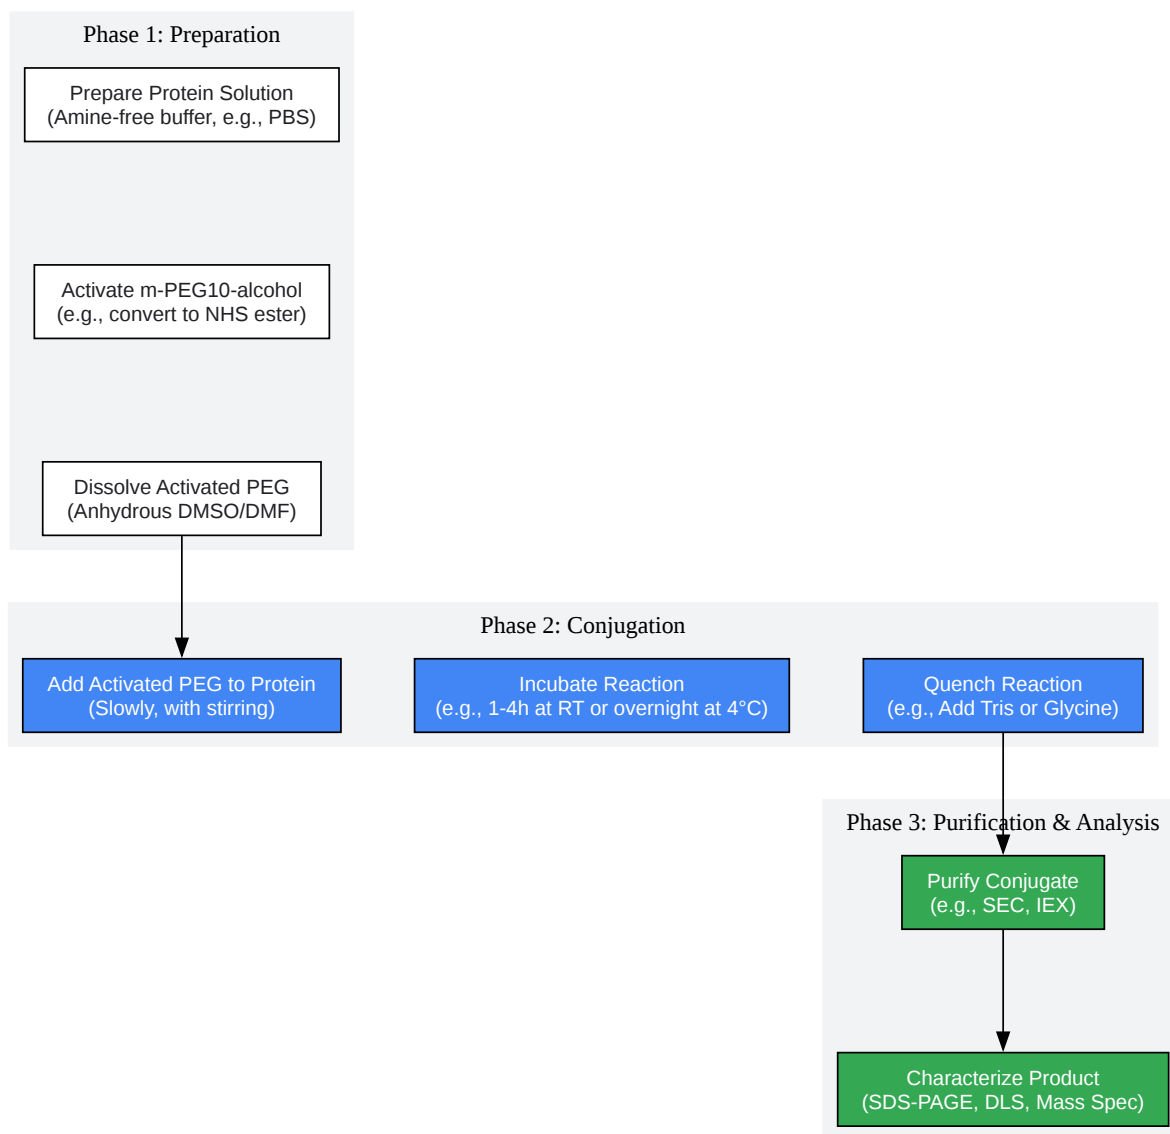 Phase 1: Preparation
Prepare Protein Solution
(Amine-free buffer, e.g., PBS)
Activate m-PEG10-alcohol
(e.g., convert to NHS ester)
Dissolve Activated PEG
(Anhydrous DMSO/DMF)
Phase 2: Conjugation
Add Activated PEG to Protein
(Slowly, with stirring)
Incubate Reaction
(e.g., 1-4h at RT or overnight at 4°C)
Quench Reaction
(e.g., Add Tris or Glycine)
Phase 3: Purification & Analysis
Purify Conjugate
(e.g., SEC, IEX)
Characterize Product
(SDS-PAGE, DLS, Mass Spec)